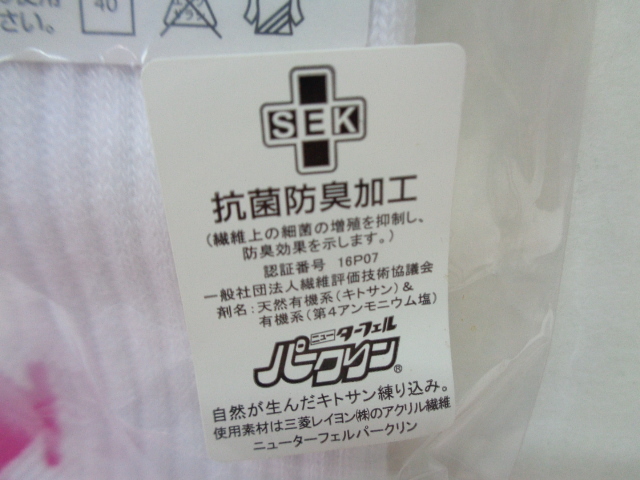 さい。
40
SEK
抗菌防臭加工
(繊維上の細菌の増殖を抑制し、
防臭効果を示します。)
認証番号 16P07
一般社団法人繊維評価技術協議会
剤名:天然有機系(キトサン)&
有機系(第4アンモニウム塩)
ニューターフェル
パークリン®
自然が生んだキトサン練り込み。
使用素材は三菱レイヨン㈱のアクリル繊維
ニューターフェルパークリン